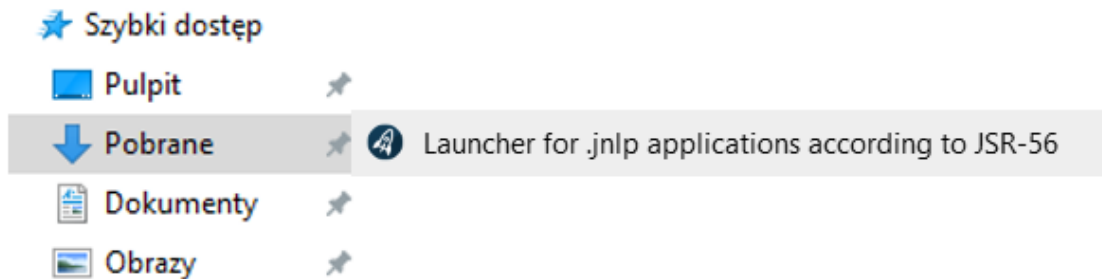 Szybki dostęp
Pulpit
Pobrane
Launcher for .jnlp applications according to JSR-56
Dokumenty
Obrazy